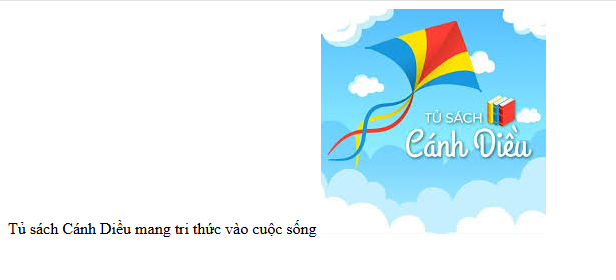 TỦ SÁCH
Cánh Diều
Tủ sách Cánh Diều mang tri thức vào cuộc sống